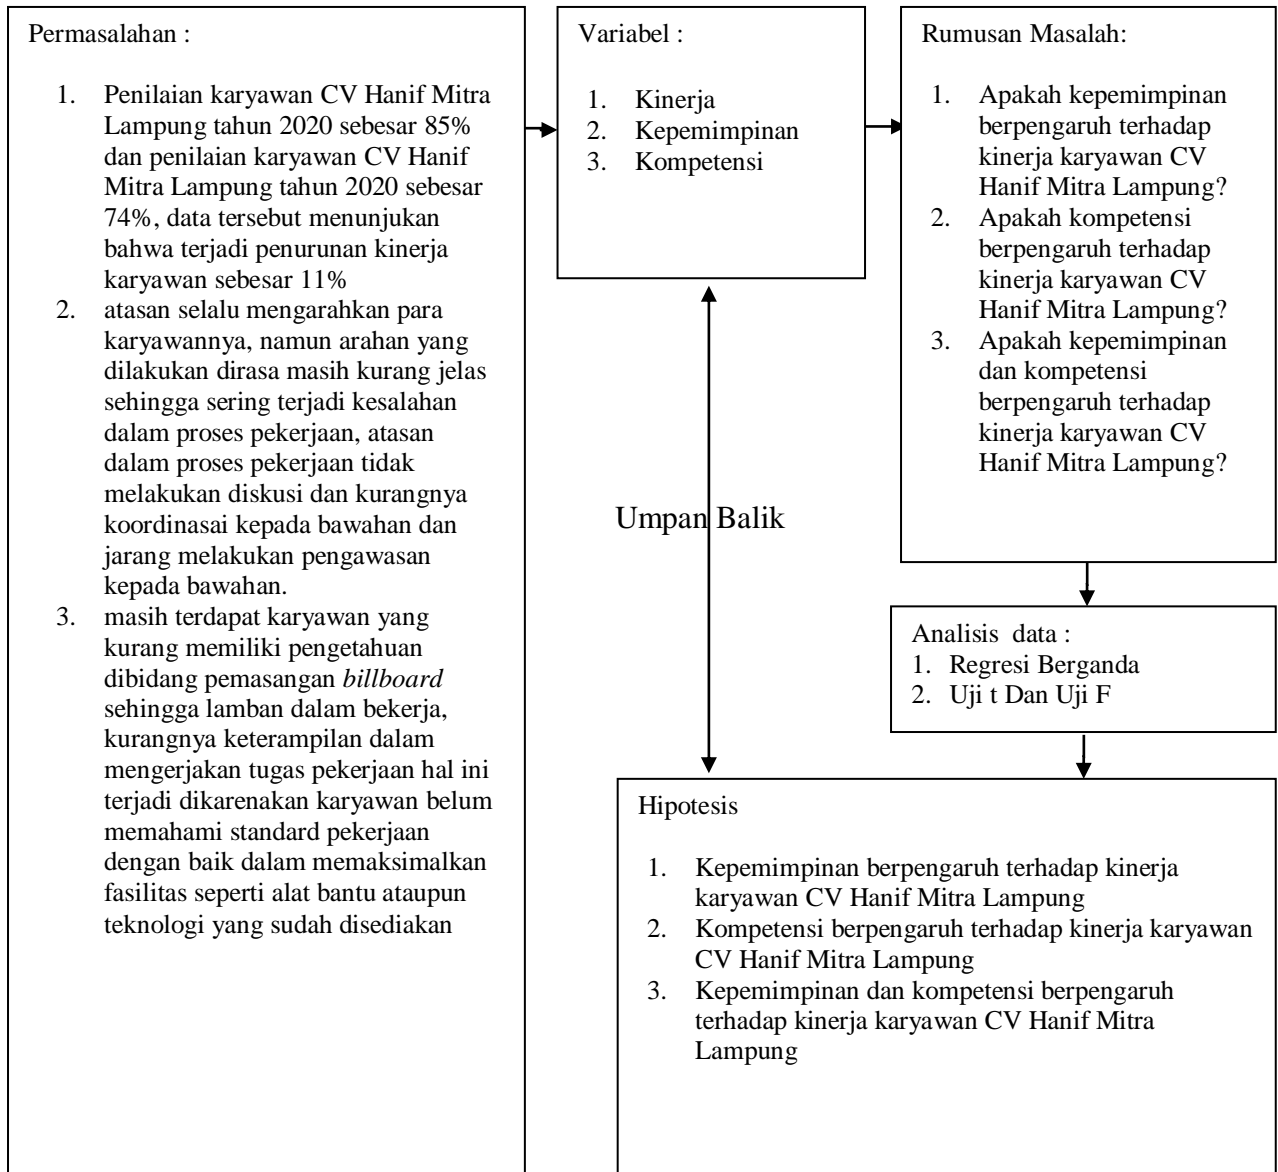 Permasalahan :
1. Penilaian karyawan CV Hanif Mitra
Lampung tahun 2020 sebesar 85%
dan penilaian karyawan CV Hanif
Mitra Lampung tahun 2020 sebesar
74%, data tersebut menunjukan
bahwa terjadi penurunan kinerja
karyawan sebesar 11%
2. atasan selalu mengarahkan para
karyawannya, namun arahan yang
dilakukan dirasa masih kurang jelas
sehingga sering terjadi kesalahan
dalam proses pekerjaan, atasan
dalam proses pekerjaan tidak
melakukan diskusi dan kurangnya
koordinasai kepada bawahan dan
jarang melakukan pengawasan
kepada bawahan.
3. masih terdapat karyawan yang
kurang memiliki pengetahuan
dibidang pemasangan billboard
sehingga lamban dalam bekerja,
kurangnya keterampilan dalam
mengerjakan tugas pekerjaan hal ini
terjadi dikarenakan karyawan belum
memahami standard pekerjaan
dengan baik dalam memaksimalkan
fasilitas seperti alat bantu ataupun
teknologi yang sudah disediakan
Variabel :
1. Kinerja
2. Kepemimpinan
3. Kompetensi
Rumusan Masalah:
1. Apakah kepemimpinan
berpengaruh terhadap
kinerja karyawan CV
Hanif Mitra Lampung?
2. Apakah kompetensi
berpengaruh terhadap
kinerja karyawan CV
Hanif Mitra Lampung?
3. Apakah kepemimpinan
dan kompetensi
berpengaruh terhadap
kinerja karyawan CV
Hanif Mitra Lampung?
Umpan Balik
Analisis data :
1. Regresi Berganda
2. Uji t Dan Uji F
Hipotesis
1. Kepemimpinan berpengaruh terhadap kinerja
karyawan CV Hanif Mitra Lampung
2. Kompetensi berpengaruh terhadap kinerja karyawan
CV Hanif Mitra Lampung
3. Kepemimpinan dan kompetensi berpengaruh
terhadap kinerja karyawan CV Hanif Mitra
Lampung